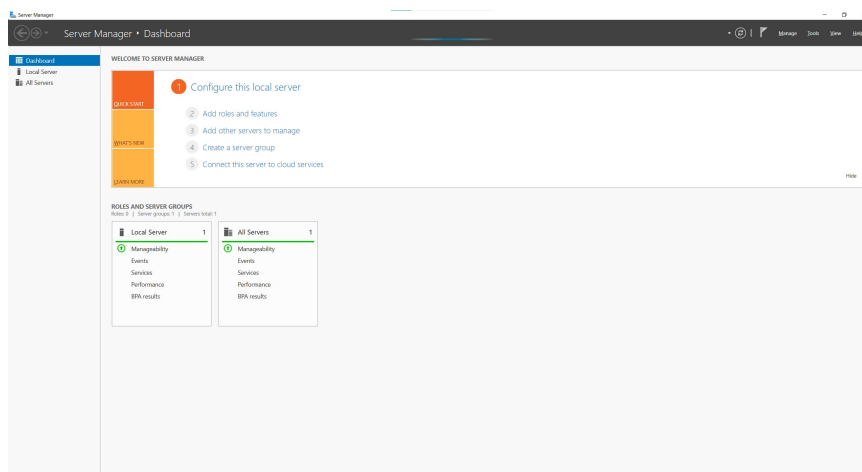 Server Manager
Server Manager • Dashboard
Manage Tools View Help
Dashboard
Local Server
All Servers
WELCOME TO SERVER MANAGER
QUICK START
WHAT'S NEW
LEARN MORE
1 Configure this local server
2 Add roles and features
3 Add other servers to manage
4 Create a server group
5 Connect this server to cloud services
Hide
ROLES AND SERVER GROUPS
Roles: 0 | Server groups: 1 | Servers total: 1
Local Server 1
Manageability
Events
Services
Performance
BPA results
All Servers 1
Manageability
Events
Services
Performance
BPA results